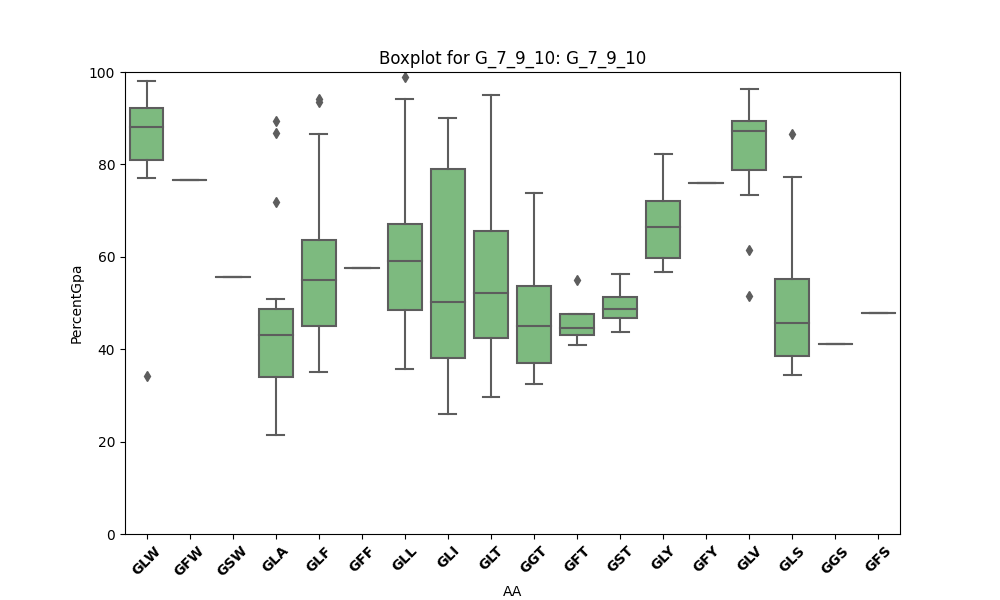 Boxplot for G_7_9_10: G_7_9_10
PercentGpa
100
80
60
40
20
0
GLW GFW GSW GLA GLF GFF GLL GLI GLT GGT GFT GST GLY GFY GLV GLS GGS GFS
AA